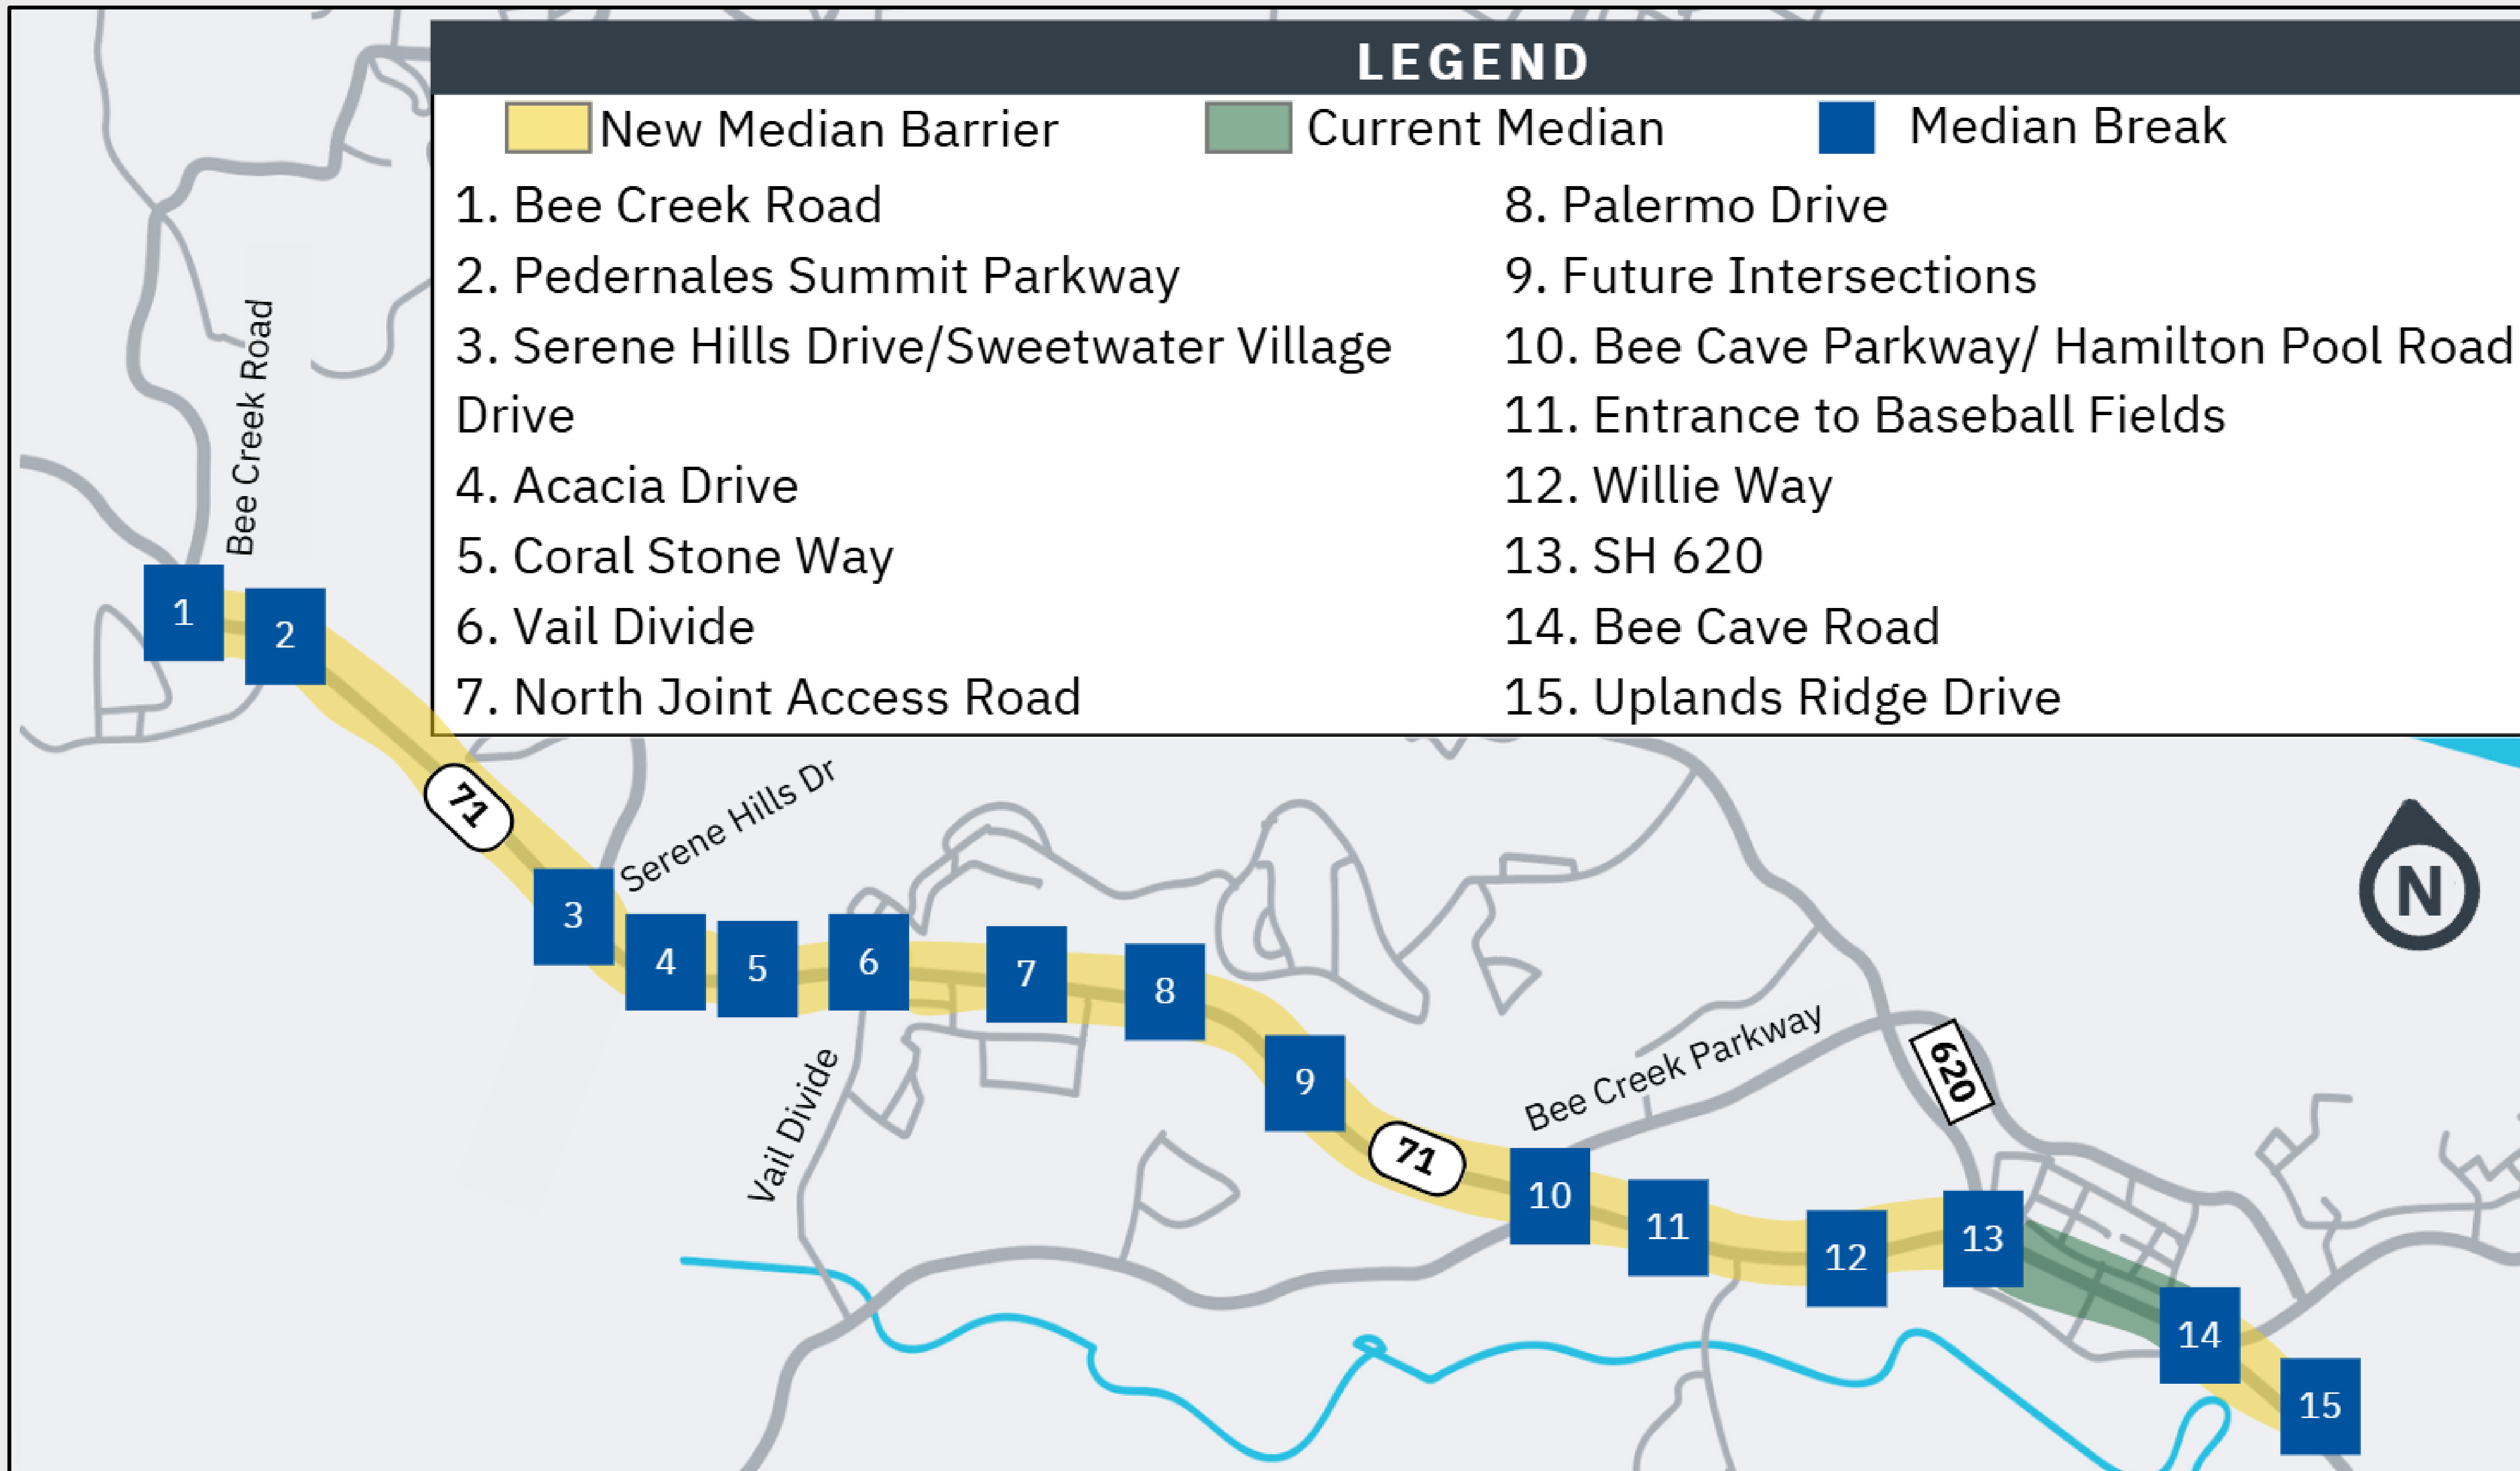 LEGEND
New Median Barrier
Current Median
Median Break
1. Bee Creek Road
2. Pedernales Summit Parkway
3. Serene Hills Drive/Sweetwater Village
Drive
4. Acacia Drive
5. Coral Stone Way
6. Vail Divide
7. North Joint Access Road
8. Palermo Drive
9. Future Intersections
10. Bee Cave Parkway/ Hamilton Pool Road
11. Entrance to Baseball Fields
12. Willie Way
13. SH 620
14. Bee Cave Road
15. Uplands Ridge Drive
Bee Creek Road
1
2
71
Serene Hills Dr
3
4
5
6
7
8
9
Vail Divide
71
Bee Creek Parkway
620
N
10
11
12
13
14
15